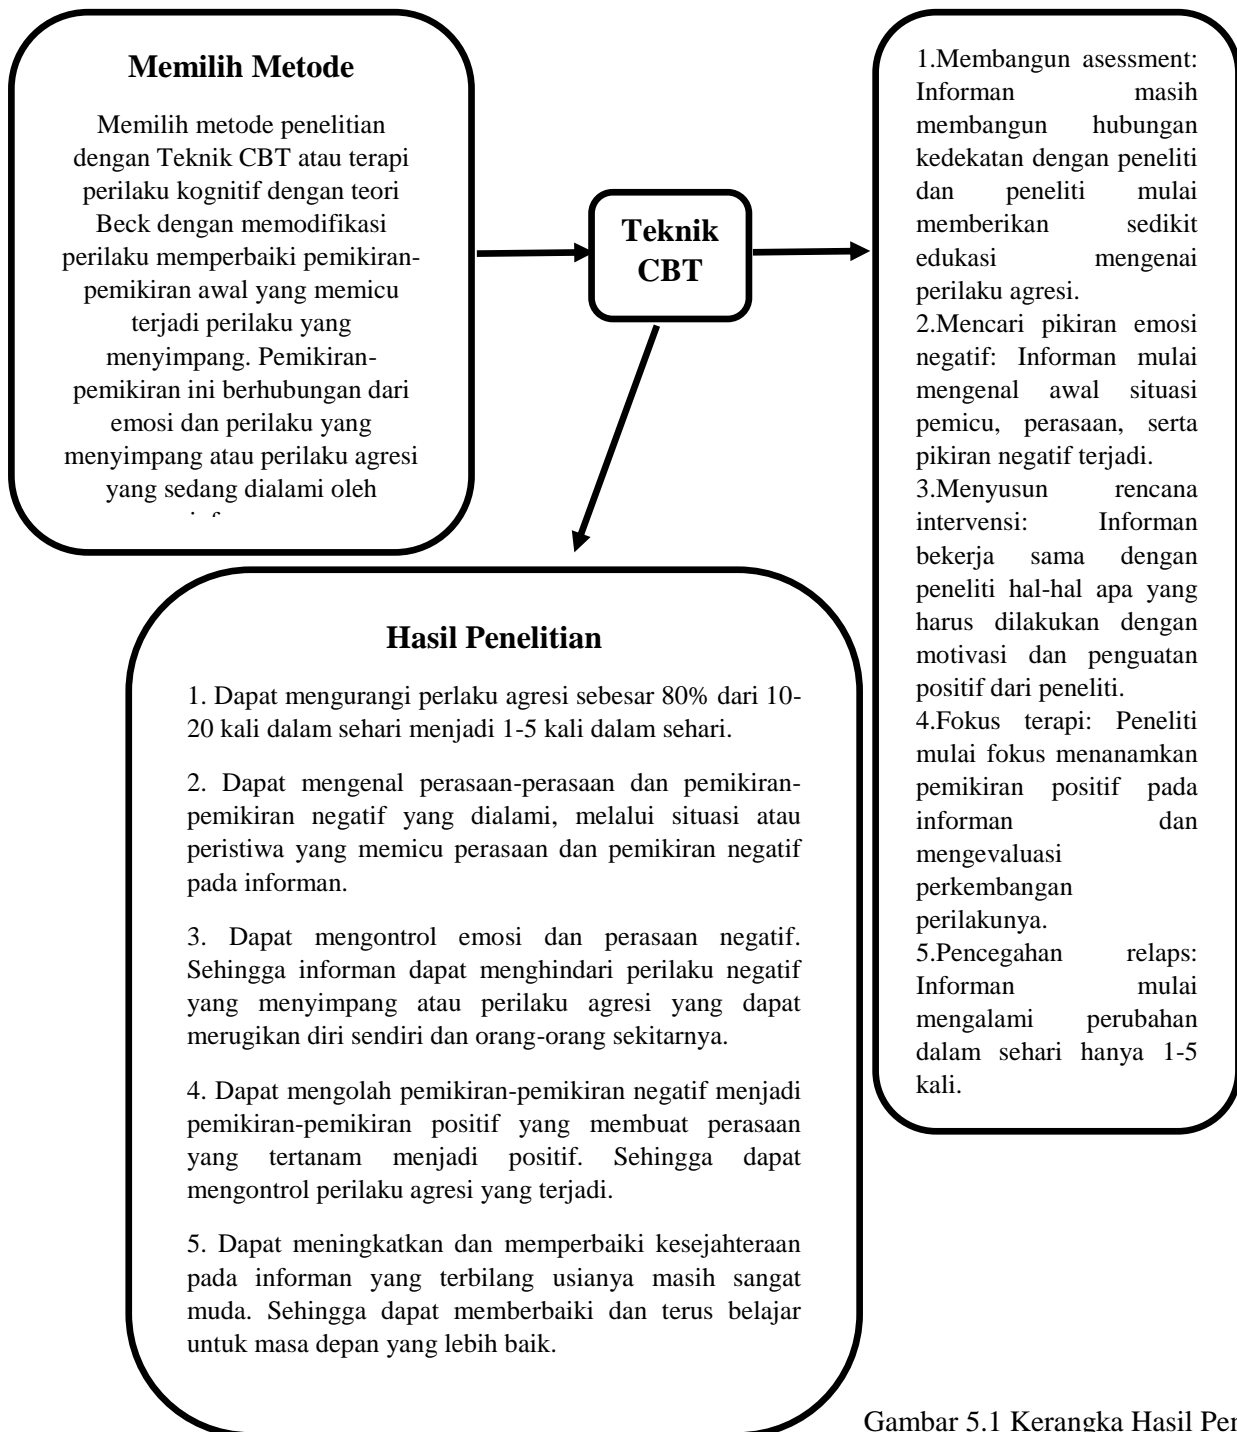 Memilih Metode
Memilih metode penelitian
dengan Teknik CBT atau terapi
perilaku kognitif dengan teori
Beck dengan memodifikasi
perilaku memperbaiki pemikiran-
pemikiran awal yang memicu
terjadi perilaku yang
menyimpang. Pemikiran-
pemikiran ini berhubungan dari
emosi dan perilaku yang
menyimpang atau perilaku agresi
yang sedang dialami oleh
Teknik
CBT
1.Membangun asessment:
Informan masih
membangun hubungan
kedekatan dengan peneliti
dan peneliti mulai
memberikan sedikit
edukasi mengenai
perilaku agresi.
2.Mencari pikiran emosi
negatif: Informan mulai
mengenal awal situasi
pemicu, perasaan, serta
pikiran negatif terjadi.
3.Menyusun rencana
intervensi: Informan
bekerja sama dengan
peneliti hal-hal apa yang
harus dilakukan dengan
motivasi dan penguatan
positif dari peneliti.
4.Fokus terapi: Peneliti
mulai fokus menanamkan
pemikiran positif pada
informan dan
mengevaluasi
perkembangan
perilakunya.
5.Pencegahan relaps:
Informan mulai
mengalami perubahan
dalam sehari hanya 1-5
kali.
Hasil Penelitian
1. Dapat mengurangi perlaku agresi sebesar 80% dari 10-
20 kali dalam sehari menjadi 1-5 kali dalam sehari.
2. Dapat mengenal perasaan-perasaan dan pemikiran-
pemikiran negatif yang dialami, melalui situasi atau
peristiwa yang memicu perasaan dan pemikiran negatif
pada informan.
3. Dapat mengontrol emosi dan perasaan negatif.
Sehingga informan dapat menghindari perilaku negatif
yang menyimpang atau perilaku agresi yang dapat
merugikan diri sendiri dan orang-orang sekitarnya.
4. Dapat mengolah pemikiran-pemikiran negatif menjadi
pemikiran-pemikiran positif yang membuat perasaan
yang tertanam menjadi positif. Sehingga dapat
mengontrol perilaku agresi yang terjadi.
5. Dapat meningkatkan dan memperbaiki kesejahteraan
pada informan yang terbilang usianya masih sangat
muda. Sehingga dapat memberbaiki dan terus belajar
untuk masa depan yang lebih baik.
Gambar 5.1 Kerangka Hasil Pen